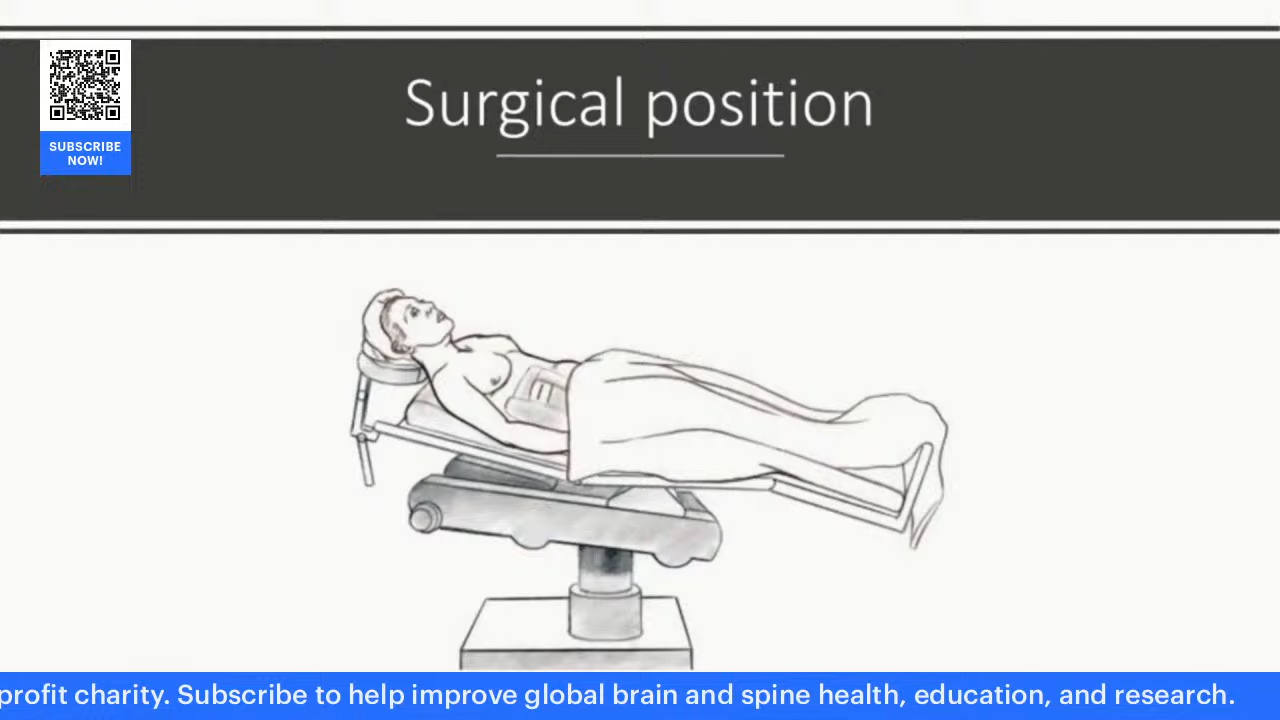 Surgical position
SUBSCRIBE
NOW!
profit charity. Subscribe to help improve global brain and spine health, education, and research.